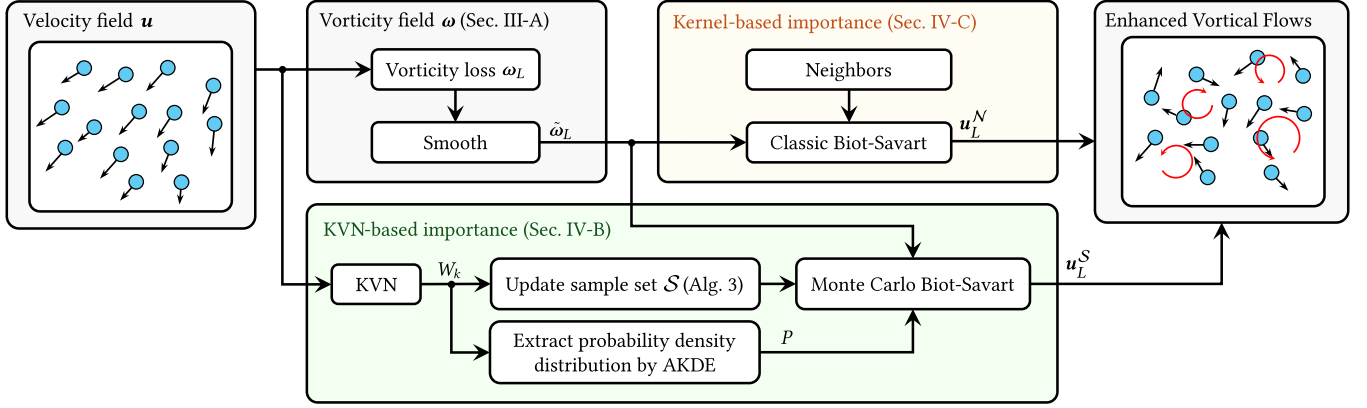 Velocity field u
Vorticity field ω (Sec. III-A)
Vorticity loss ω_L
Smooth
ω̃_L
Kernel-based importance (Sec. IV-C)
Neighbors
Classic Biot-Savart
u_L^𝒩
Enhanced Vortical Flows
KVN-based importance (Sec. IV-B)
KVN
W_k
Update sample set 𝒮 (Alg. 3)
Monte Carlo Biot-Savart
u_L^𝒮
Extract probability density
distribution by AKDE
P